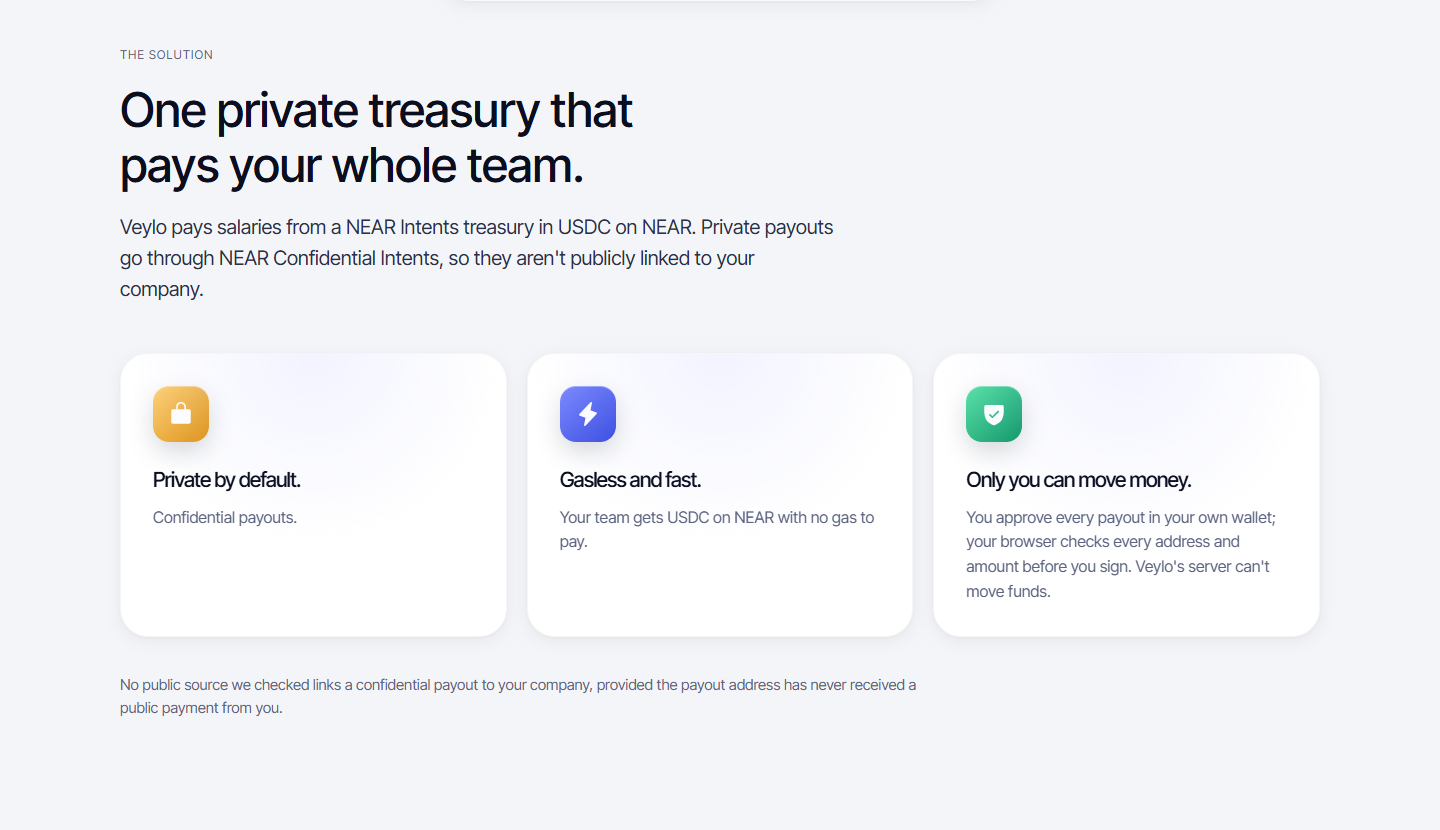 THE SOLUTION
One private treasury that
pays your whole team.
Veylo pays salaries from a NEAR Intents treasury in USDC on NEAR. Private payouts
go through NEAR Confidential Intents, so they aren't publicly linked to your
company.
Private by default.
Confidential payouts.
Gasless and fast.
Your team gets USDC on NEAR with no gas to
pay.
Only you can move money.
You approve every payout in your own wallet;
your browser checks every address and
amount before you sign. Veylo's server can't
move funds.
No public source we checked links a confidential payout to your company, provided the payout address has never received a
public payment from you.